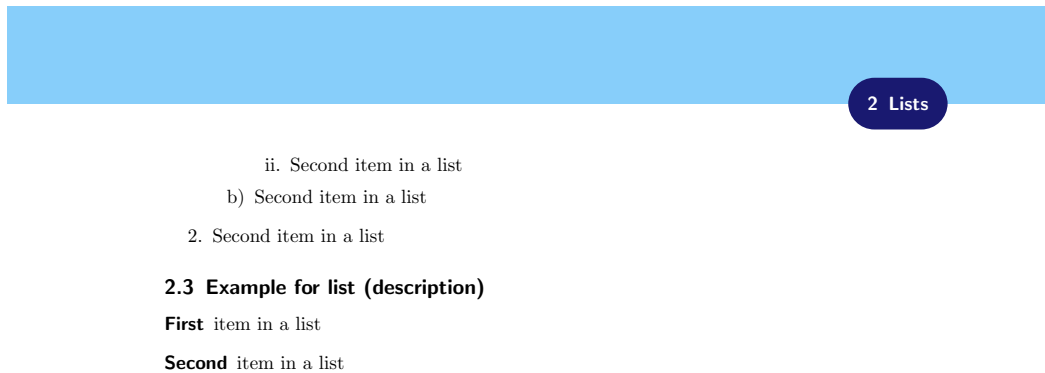 2 Lists
ii. Second item in a list
b) Second item in a list
2. Second item in a list
2.3 Example for list (description)
First item in a list
Second item in a list